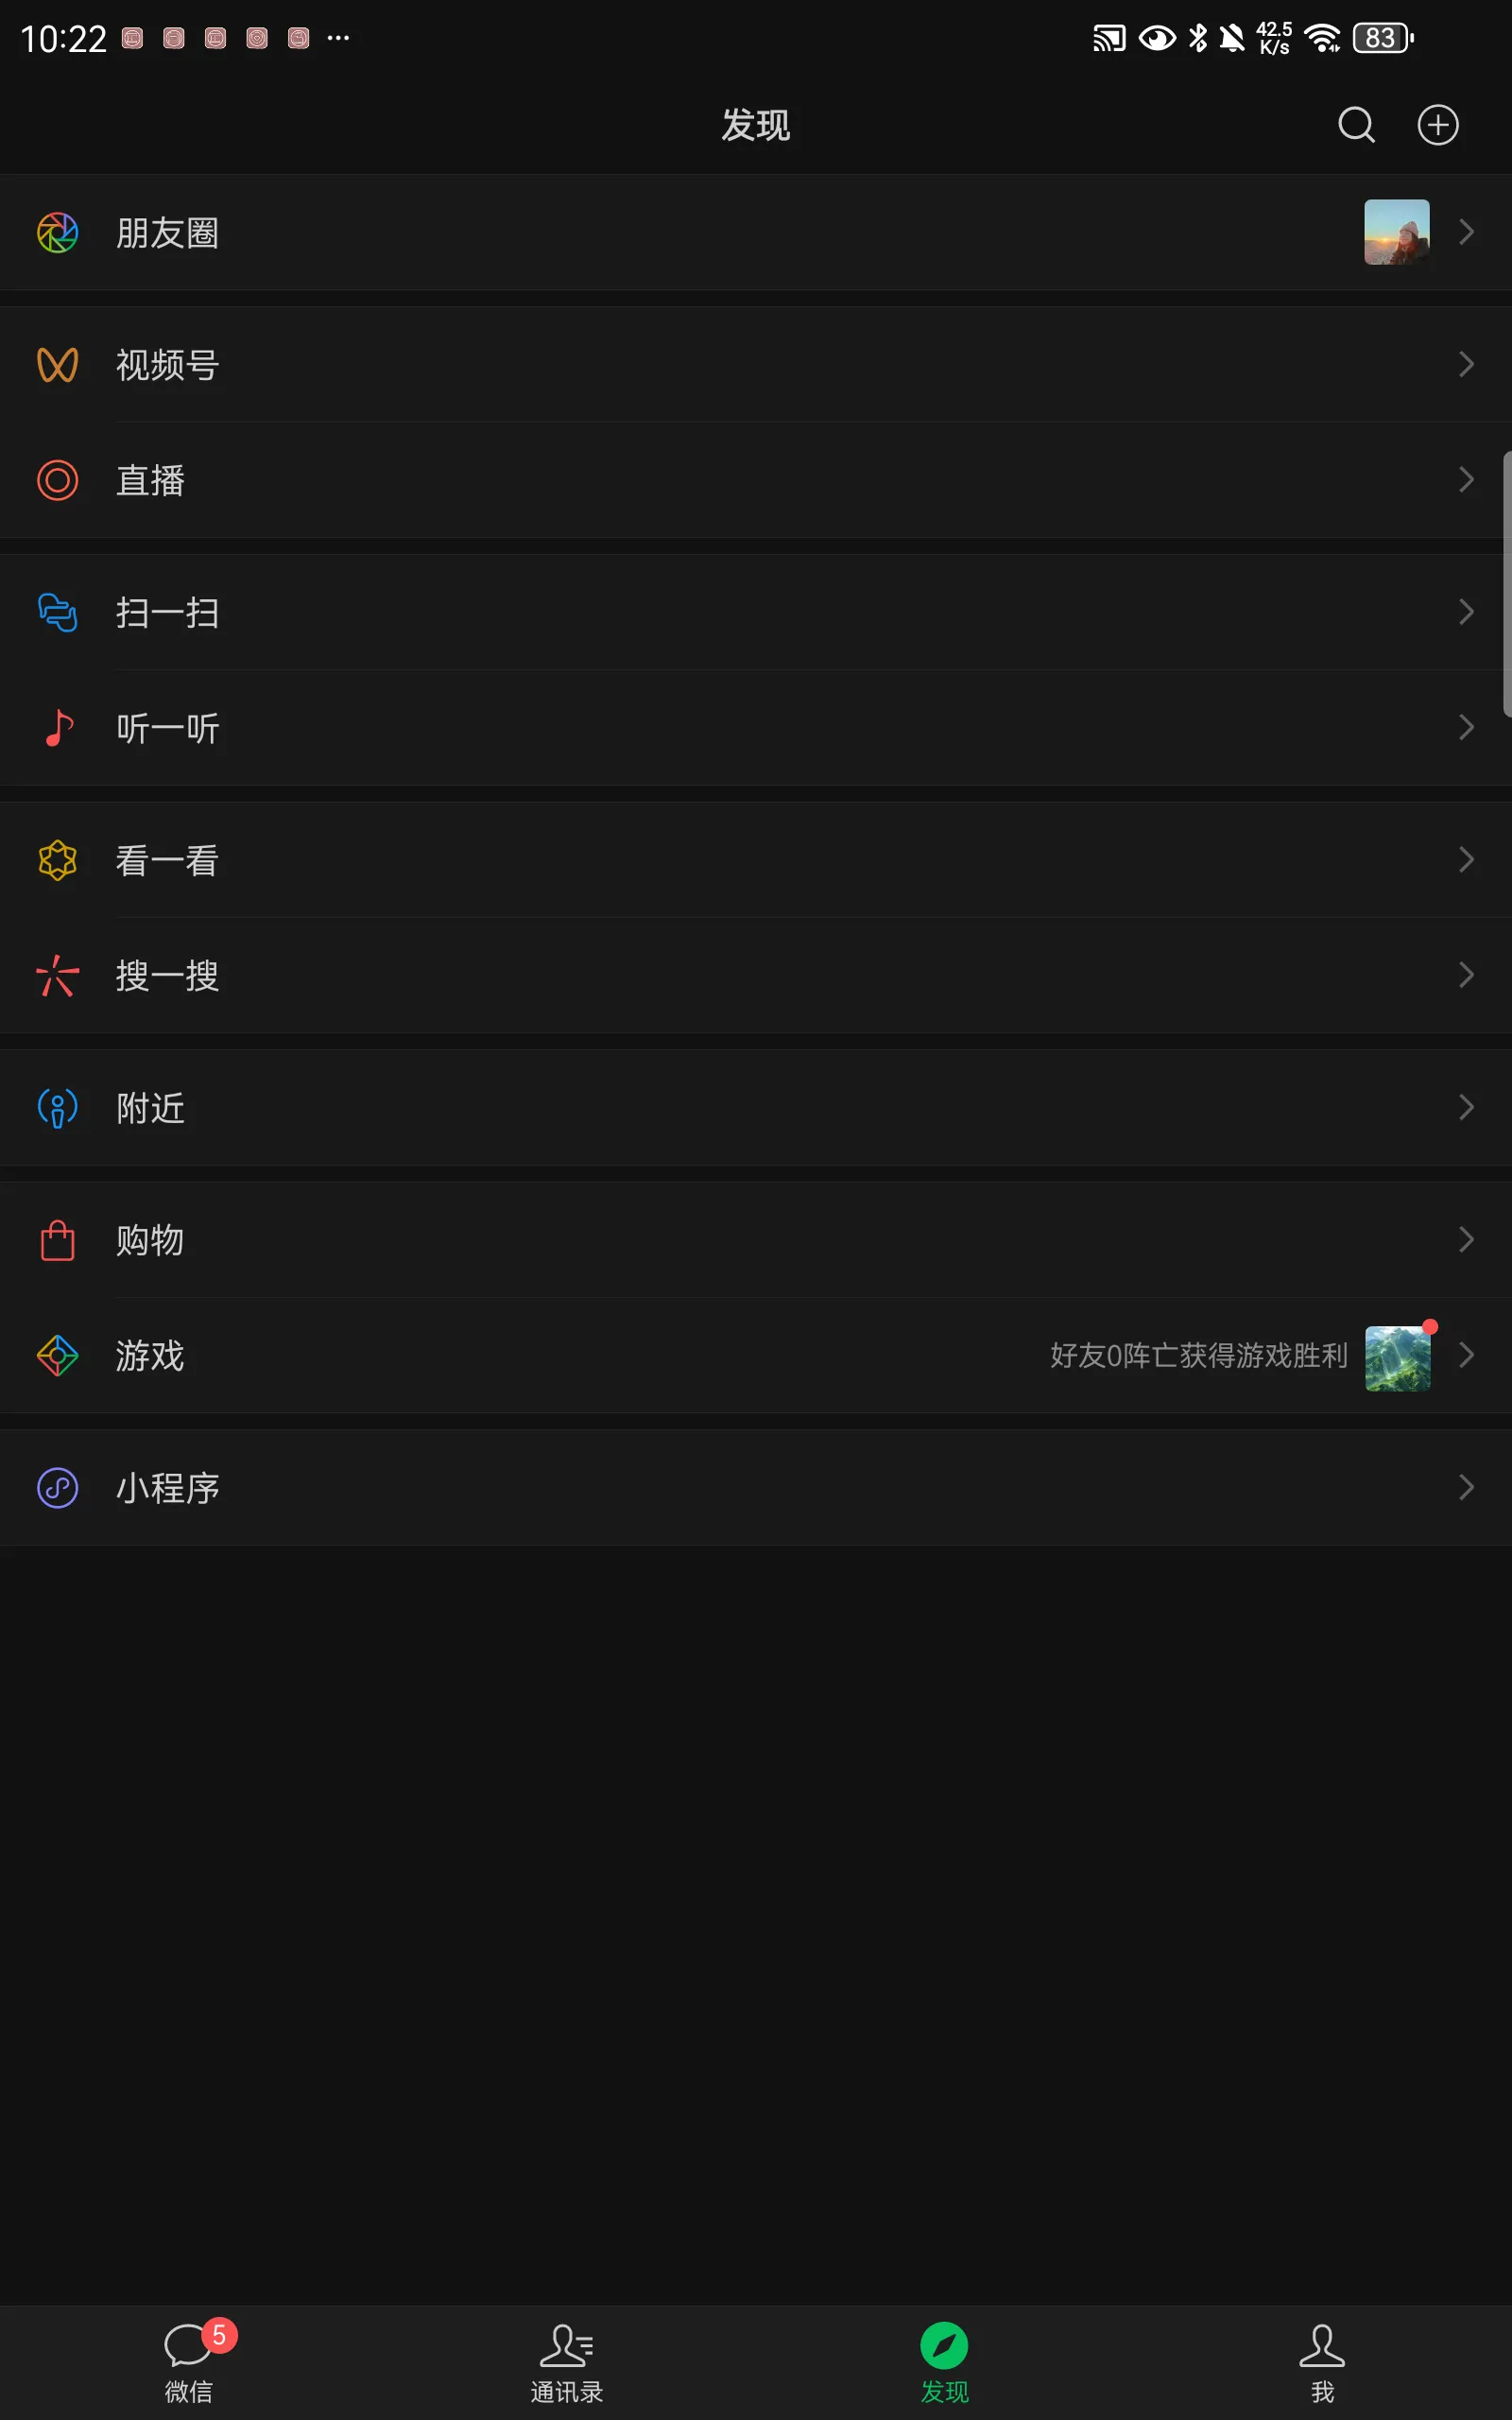 10:22
42.5
K/s
83
发现
朋友圈
视频号
直播
扫一扫
听一听
看一看
搜一搜
附近
购物
游戏 好友0阵亡获得游戏胜利
小程序
5
微信 通讯录 发现 我